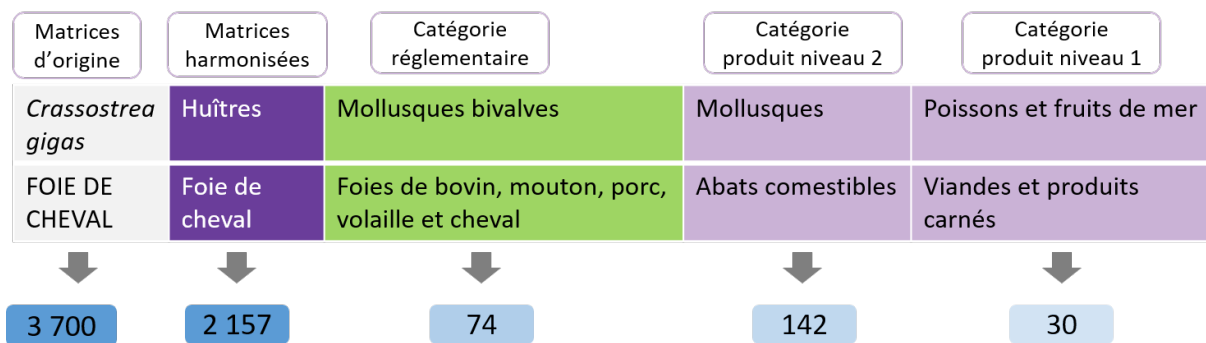 Matrices
d’origine
Matrices
harmonisées
Catégorie
réglementaire
Catégorie
produit niveau 2
Catégorie
produit niveau 1
Crassostrea
gigas
Huîtres
Mollusques bivalves
Mollusques
Poissons et fruits de mer
FOIE DE
CHEVAL
Foie de
cheval
Foies de bovin, mouton, porc,
volaille et cheval
Abats comestibles
Viandes et produits
carnés
3 700
2 157
74
142
30